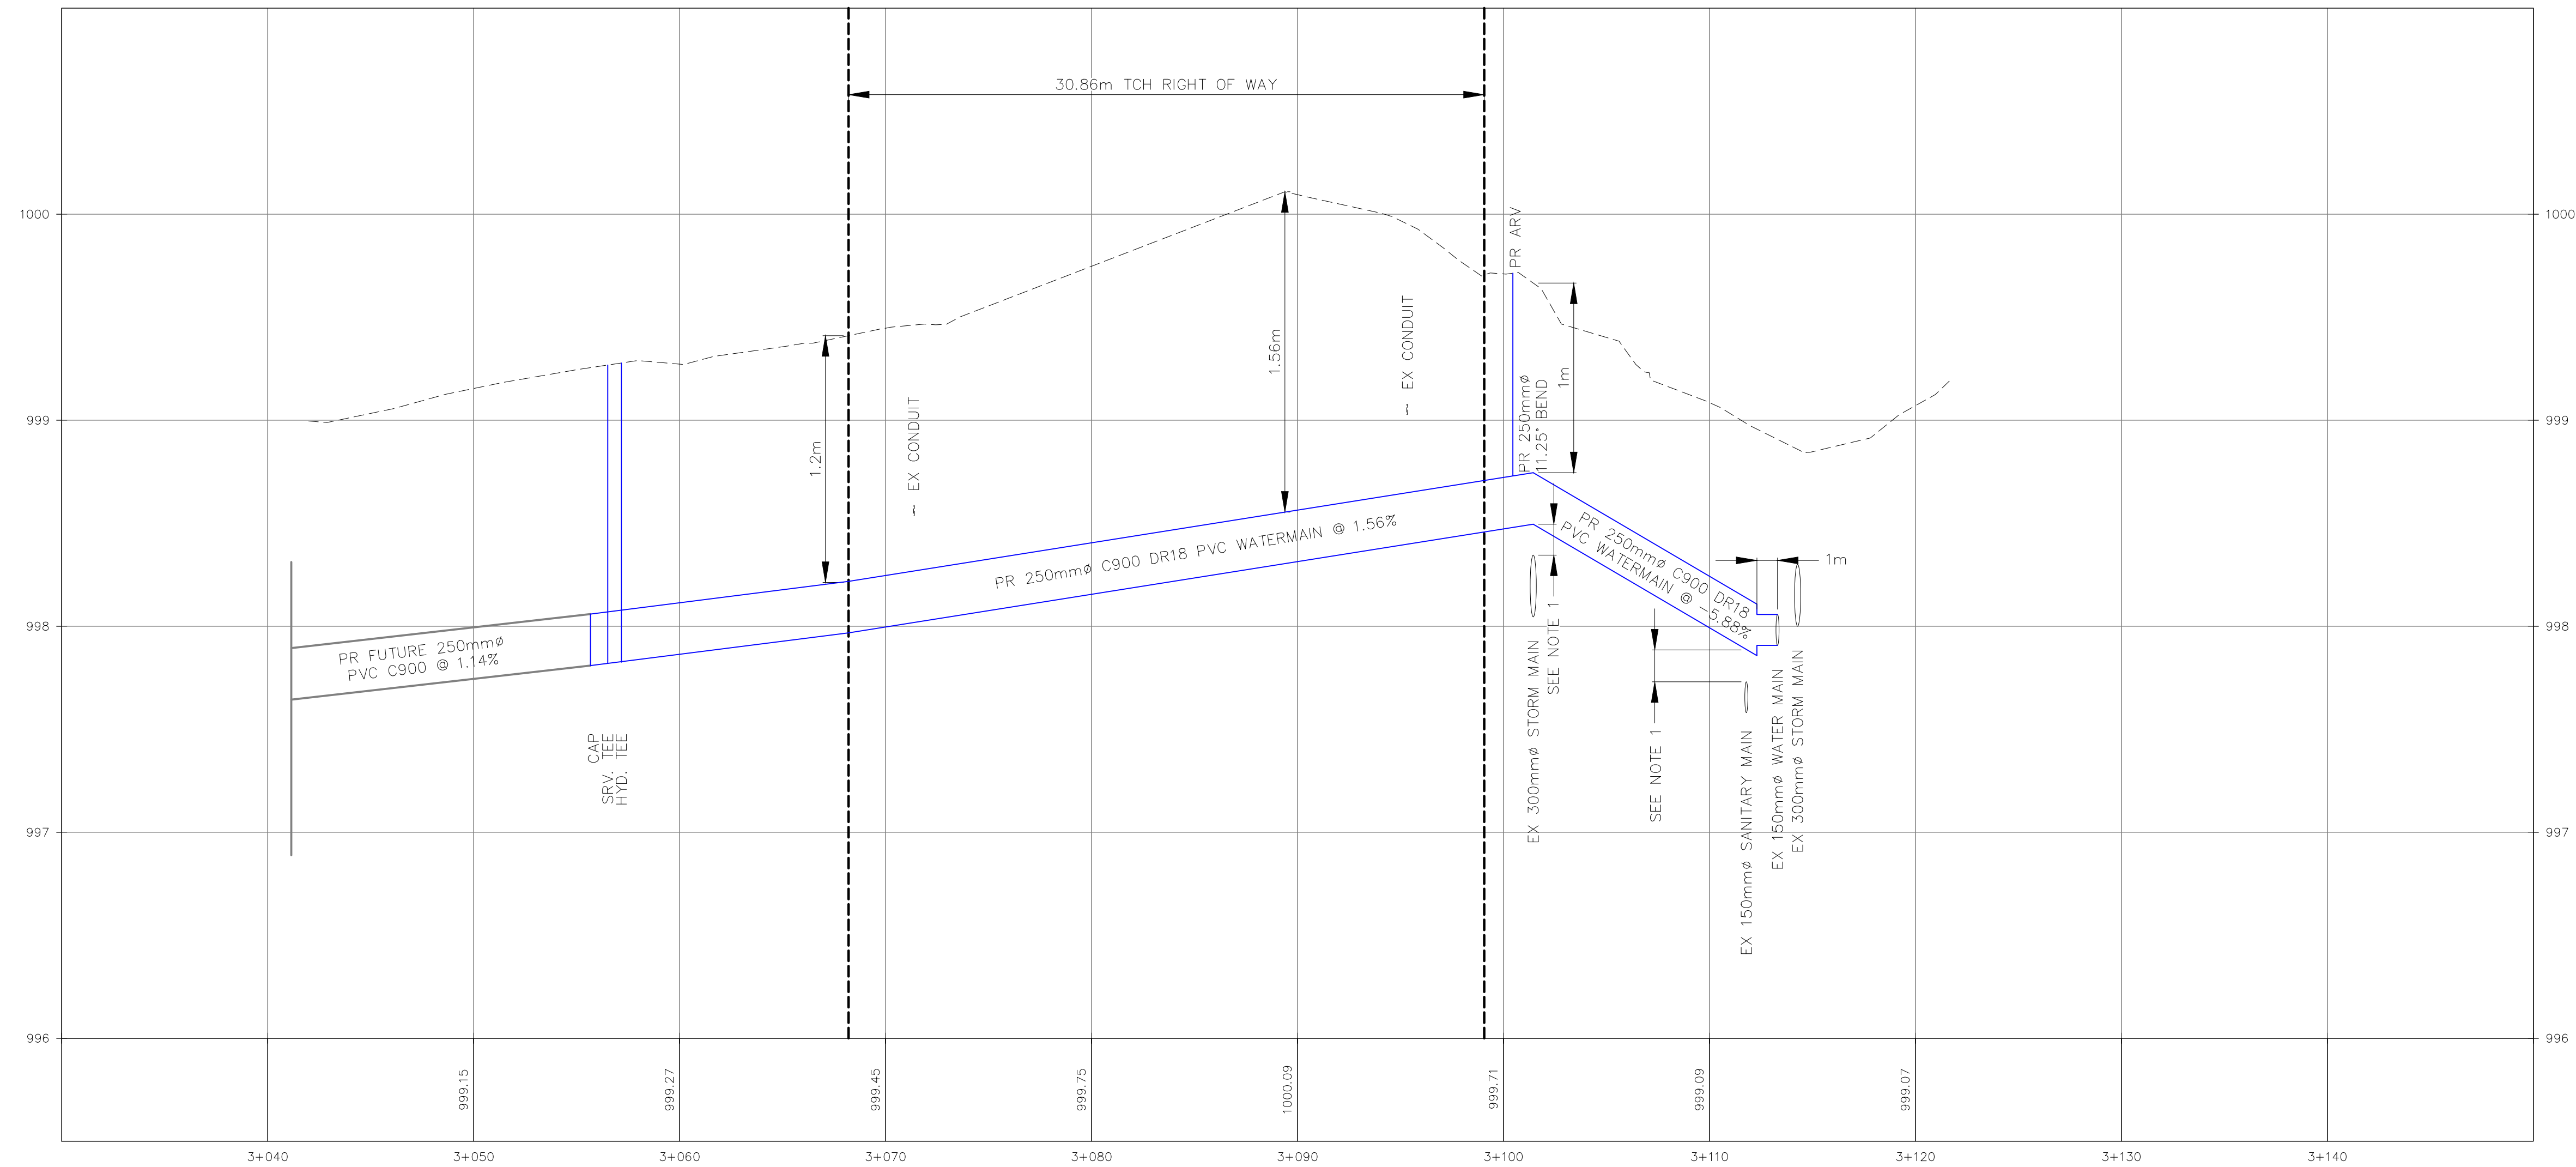 30.86m TCH RIGHT OF WAY
1000
1000
PR ARV
1.2m
~ EX CONDUIT
1.56m
~ EX CONDUIT
PR 250mmø
11.25° BEND
1m
999
999
PR 250mmø C900 DR18 PVC WATERMAIN @ 1.56%
PR 250mmø C900 DR18
PVC WATERMAIN @ -5.88%
1m
998
998
PR FUTURE 250mmø
PVC C900 @ 1.14%
CAP
SRV. TEE
HYD. TEE
EX 300mmø STORM MAIN
SEE NOTE 1
SEE NOTE 1
EX 150mmø SANITARY MAIN
EX 150mmø WATER MAIN
EX 300mmø STORM MAIN
997
997
996
996
999.15
999.27
999.45
999.75
1000.09
999.71
999.09
999.07
3+040
3+050
3+060
3+070
3+080
3+090
3+100
3+110
3+120
3+130
3+140